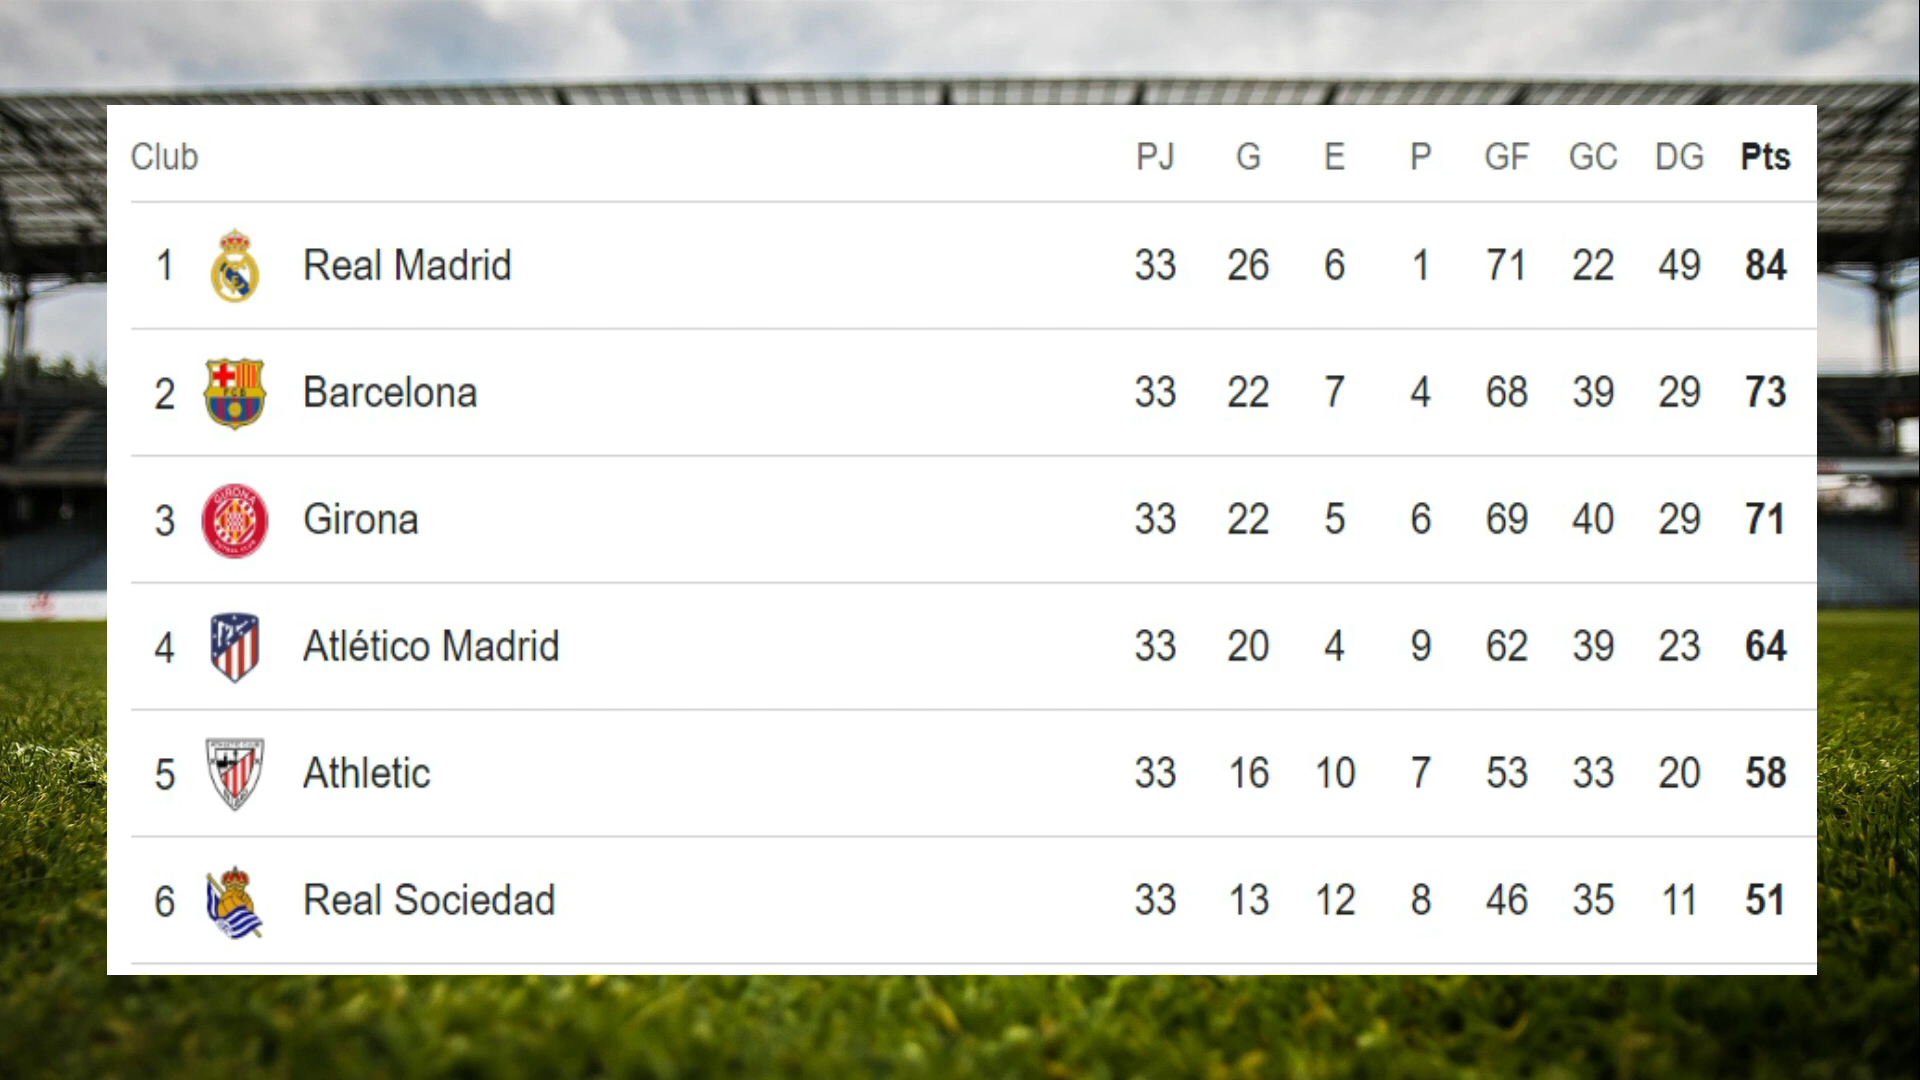 Club PJ G E P GF GC DG Pts
1 Real Madrid 33 26 6 1 71 22 49 84
2 Barcelona 33 22 7 4 68 39 29 73
3 Girona 33 22 5 6 69 40 29 71
4 Atlético Madrid 33 20 4 9 62 39 23 64
5 Athletic 33 16 10 7 53 33 20 58
6 Real Sociedad 33 13 12 8 46 35 11 51